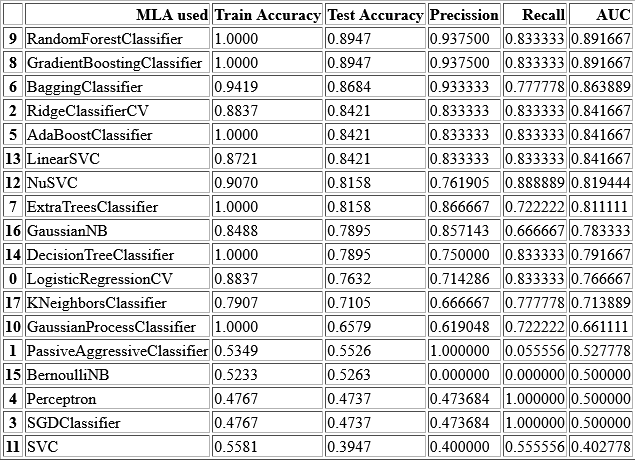 MLA used Train Accuracy Test Accuracy Precission Recall AUC
9 RandomForestClassifier 1.0000 0.8947 0.937500 0.833333 0.891667
8 GradientBoostingClassifier 1.0000 0.8947 0.937500 0.833333 0.891667
6 BaggingClassifier 0.9419 0.8684 0.933333 0.777778 0.863889
2 RidgeClassifierCV 0.8837 0.8421 0.833333 0.833333 0.841667
5 AdaBoostClassifier 1.0000 0.8421 0.833333 0.833333 0.841667
13 LinearSVC 0.8721 0.8421 0.833333 0.833333 0.841667
12 NuSVC 0.9070 0.8158 0.761905 0.888889 0.819444
7 ExtraTreesClassifier 1.0000 0.8158 0.866667 0.722222 0.811111
16 GaussianNB 0.8488 0.7895 0.857143 0.666667 0.783333
14 DecisionTreeClassifier 1.0000 0.7895 0.750000 0.833333 0.791667
0 LogisticRegressionCV 0.8837 0.7632 0.714286 0.833333 0.766667
17 KNeighborsClassifier 0.7907 0.7105 0.666667 0.777778 0.713889
10 GaussianProcessClassifier 1.0000 0.6579 0.619048 0.722222 0.661111
1 PassiveAggressiveClassifier 0.5349 0.5526 1.000000 0.055556 0.527778
15 BernoulliNB 0.5233 0.5263 0.000000 0.000000 0.500000
4 Perceptron 0.4767 0.4737 0.473684 1.000000 0.500000
3 SGDClassifier 0.4767 0.4737 0.473684 1.000000 0.500000
11 SVC 0.5581 0.3947 0.400000 0.555556 0.402778